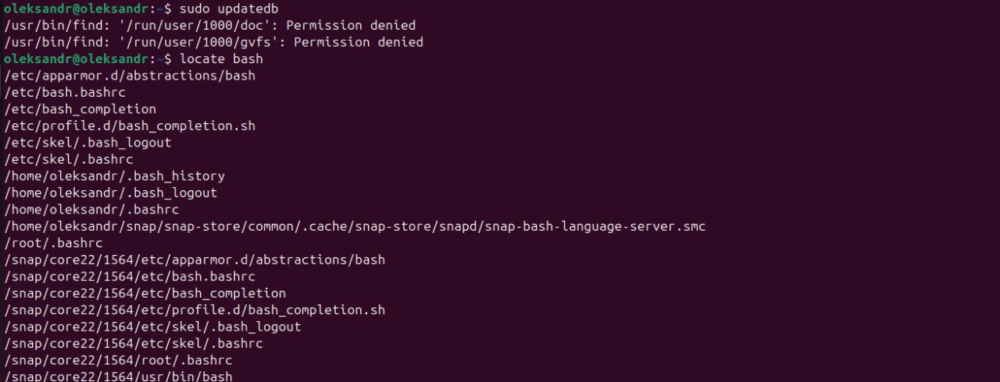 oleksandr@oleksandr:~$ sudo updatedb
/usr/bin/find: '/run/user/1000/doc': Permission denied
/usr/bin/find: '/run/user/1000/gvfs': Permission denied
oleksandr@oleksandr:~$ locate bash
/etc/apparmor.d/abstractions/bash
/etc/bash.bashrc
/etc/bash_completion
/etc/profile.d/bash_completion.sh
/etc/skel/.bash_logout
/etc/skel/.bashrc
/home/oleksandr/.bash_history
/home/oleksandr/.bash_logout
/home/oleksandr/.bashrc
/home/oleksandr/snap/snap-store/common/.cache/snap-store/snapd/snap-bash-language-server.smc
/root/.bashrc
/snap/core22/1564/etc/apparmor.d/abstractions/bash
/snap/core22/1564/etc/bash.bashrc
/snap/core22/1564/etc/bash_completion
/snap/core22/1564/etc/profile.d/bash_completion.sh
/snap/core22/1564/etc/skel/.bash_logout
/snap/core22/1564/etc/skel/.bashrc
/snap/core22/1564/root/.bashrc
/snap/core22/1564/usr/bin/bash